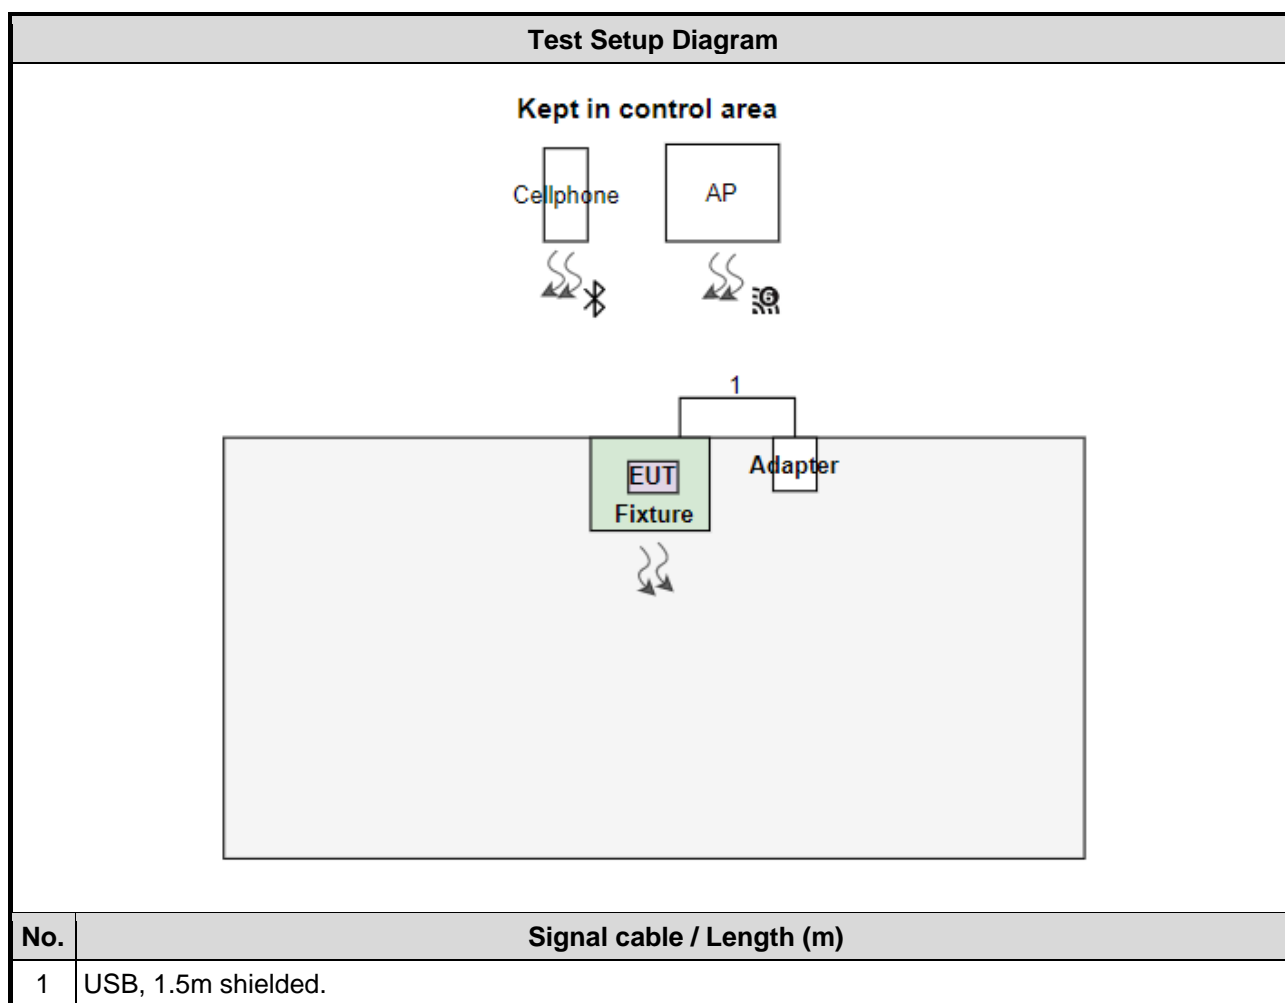 Test Setup Diagram
Kept in control area
Cellphone
AP
6
1
EUT
Adapter
Fixture
No. Signal cable / Length (m)
1 USB, 1.5m shielded.